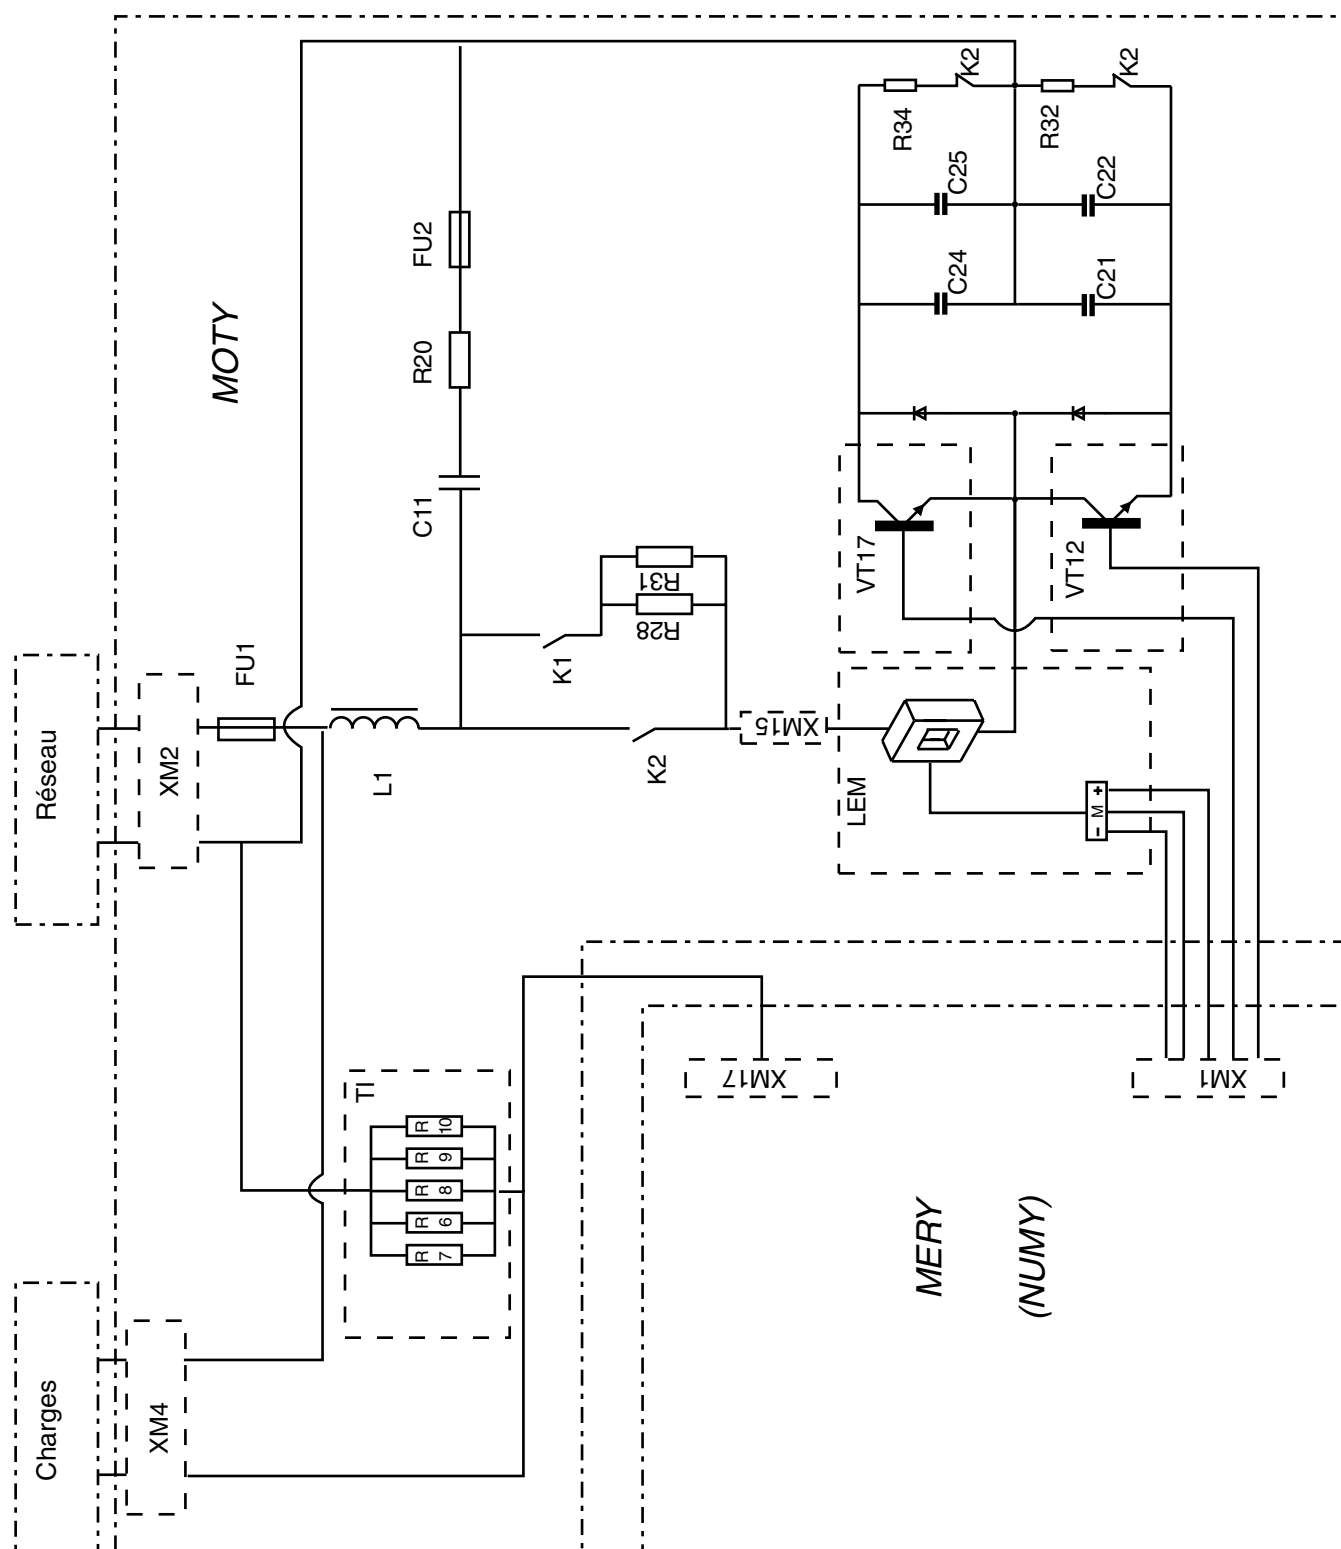 Réseau
XM2
FU1
MOTY
L1
C11
R20
FU2
K1
R31
R28
K2
XM15
LEM
M
+
−
VT17
VT12
C24
C25
C21
C22
R34
K2
R32
K2
Charges
XM4
TI
R 10
R 9
R 8
R 6
R 7
XM17
XM1
MERY
(NUMY)